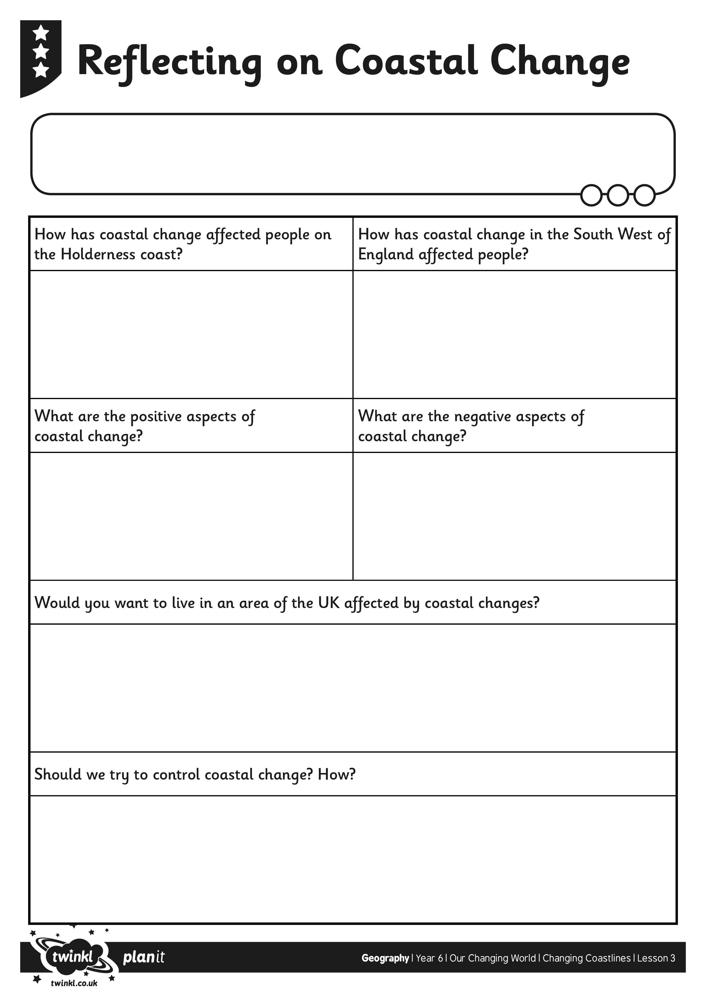 Reflecting on Coastal Change
How has coastal change affected people on
the Holderness coast?
How has coastal change in the South West of
England affected people?
What are the positive aspects of
coastal change?
What are the negative aspects of
coastal change?
Would you want to live in an area of the UK affected by coastal changes?
Should we try to control coastal change? How?
twinkl
planit
Geography | Year 6 | Our Changing World | Changing Coastlines | Lesson 3
twinkl.co.uk